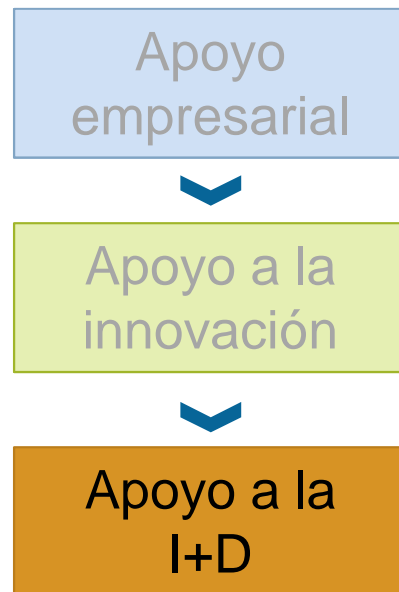 Apoyo
empresarial
Apoyo a la
innovación
Apoyo a la
I+D